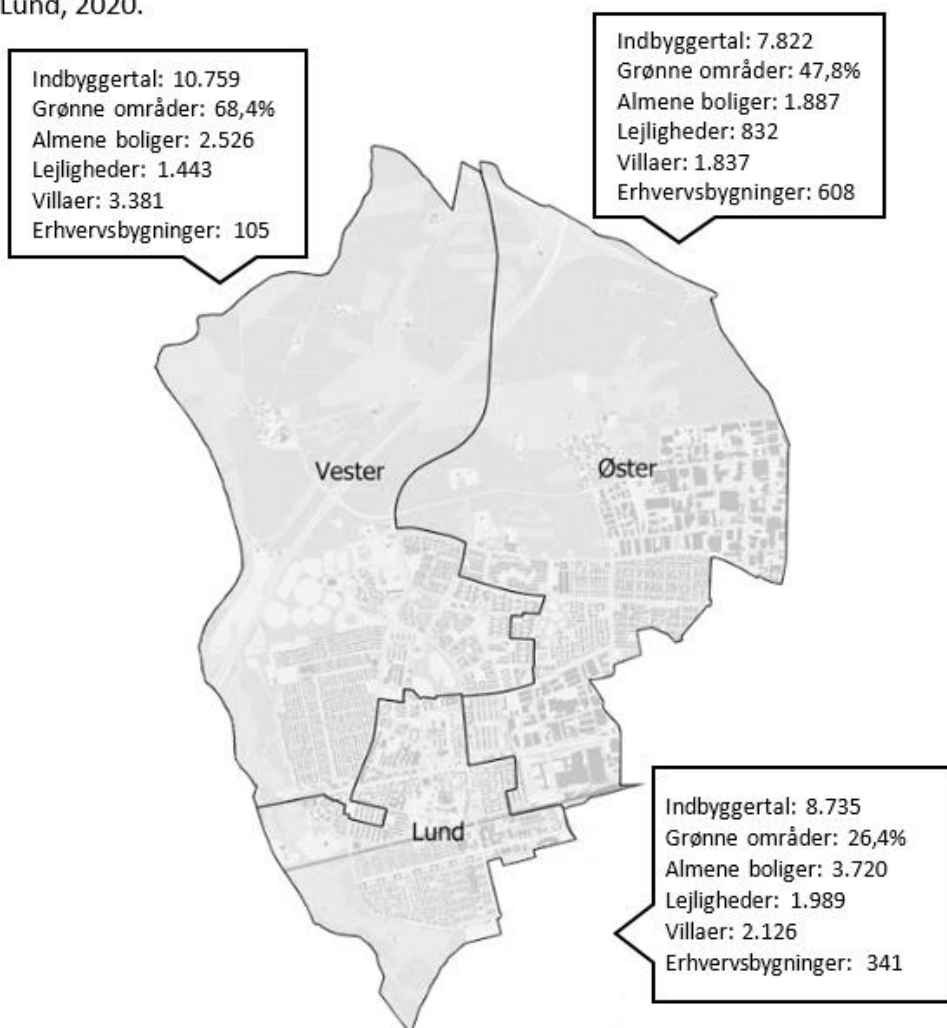 Lund, 2020.
Indbyggertal: 10.759
Grønne områder: 68,4%
Almene boliger: 2.526
Lejligheder: 1.443
Villaer: 3.381
Erhvervsbygninger: 105
Indbyggertal: 7.822
Grønne områder: 47,8%
Almene boliger: 1.887
Lejligheder: 832
Villaer: 1.837
Erhvervsbygninger: 608
Vester
Øster
Lund
Indbyggertal: 8.735
Grønne områder: 26,4%
Almene boliger: 3.720
Lejligheder: 1.989
Villaer: 2.126
Erhvervsbygninger: 341